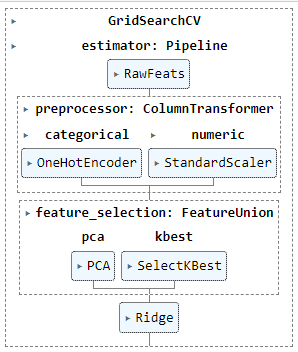 GridSearchCV
estimator: Pipeline
RawFeats
preprocessor: ColumnTransformer
categorical numeric
OneHotEncoder StandardScaler
feature_selection: FeatureUnion
pca kbest
PCA SelectKBest
Ridge